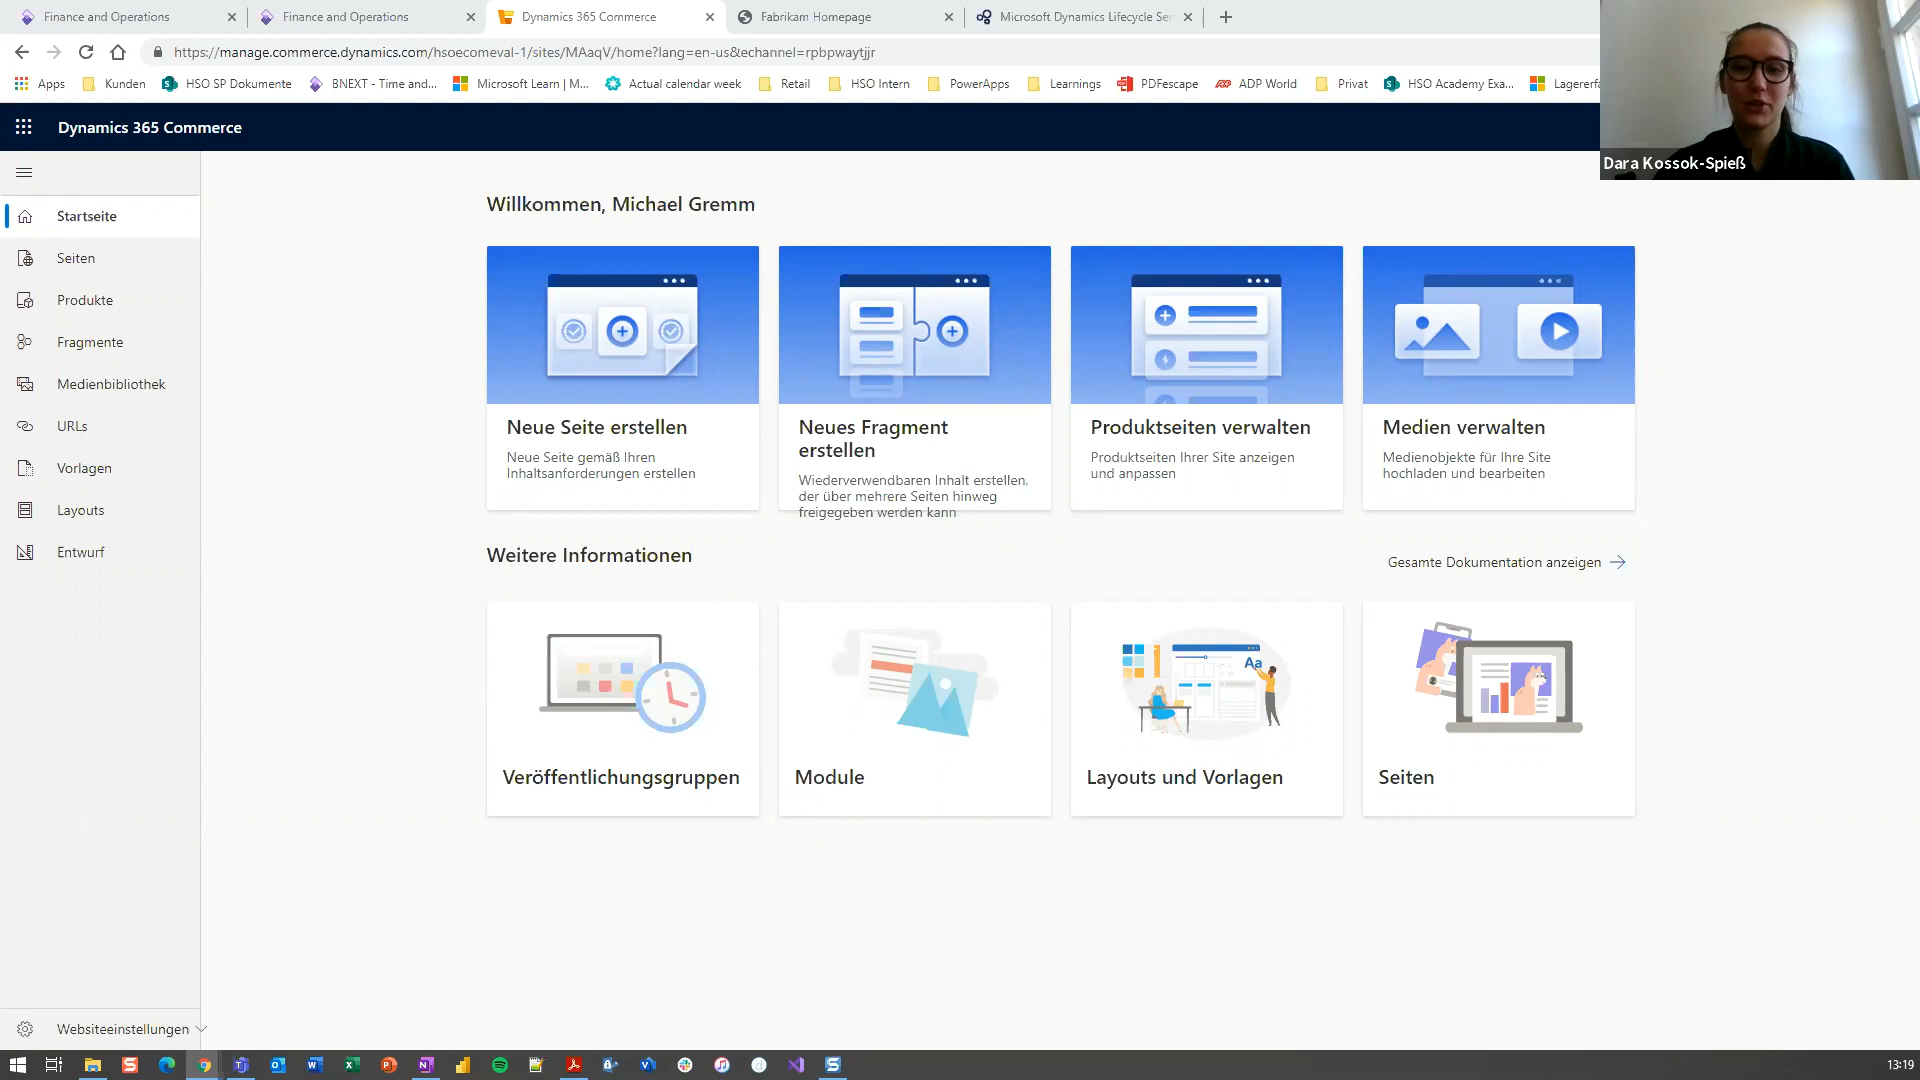 Finance and Operations
Finance and Operations
Dynamics 365 Commerce
Fabrikam Homepage
Microsoft Dynamics Lifecycle Ser
https://manage.commerce.dynamics.com/hsoecomeval-1/sites/MAaqV/home?lang=en-us&echannel=rpbpwaytjjr
Apps
Kunden
HSO SP Dokumente
BNEXT - Time and...
Microsoft Learn | M...
Actual calendar week
Retail
HSO Intern
PowerApps
Learnings
PDFescape
ADP World
Privat
HSO Academy Exa...
Lagererfa
Dynamics 365 Commerce
Dara Kossok-Spieß
Startseite
Seiten
Produkte
Fragmente
Medienbibliothek
URLs
Vorlagen
Layouts
Entwurf
Websiteeinstellungen
Willkommen, Michael Gremm
Neue Seite erstellen
Neue Seite gemäß Ihren
Inhaltsanforderungen erstellen
Neues Fragment
erstellen
Wiederverwendbaren Inhalt erstellen,
der über mehrere Seiten hinweg
freigegeben werden kann
Produktseiten verwalten
Produktseiten Ihrer Site anzeigen
und anpassen
Medien verwalten
Medienobjekte für Ihre Site
hochladen und bearbeiten
Weitere Informationen
Gesamte Dokumentation anzeigen
Aa
Veröffentlichungsgruppen
Module
Layouts und Vorlagen
Seiten
13:19